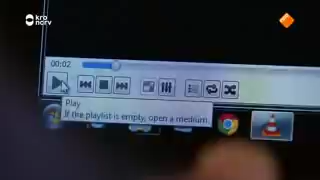 kro
ncrv
00:02
Play
If the playlist is empty, open a medium.